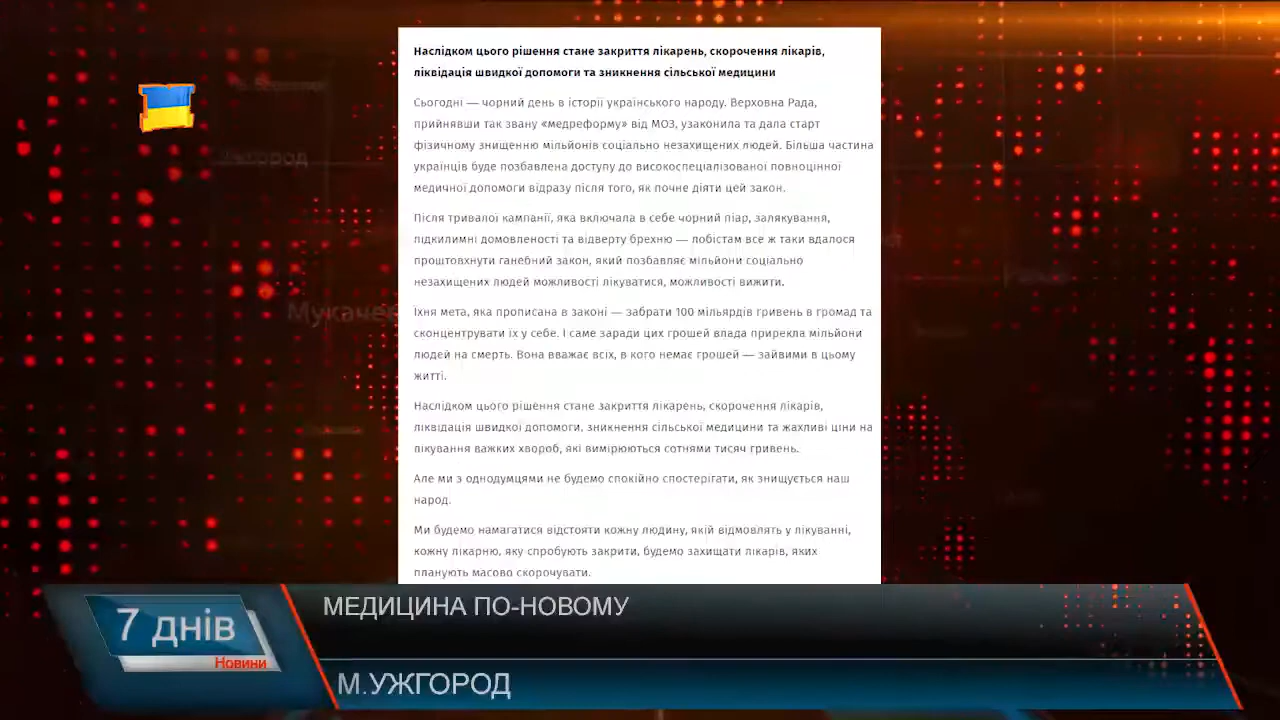 Наслідком цього рішення стане закриття лікарень, скорочення лікарів,
ліквідація швидкої допомоги та зникнення сільської медицини
Сьогодні — чорний день в історії українського народу. Верховна Рада,
прийнявши так звану «медреформу» від МОЗ, узаконила та дала старт
фізичному знищенню мільйонів соціально незахищених людей. Більша частина
українців буде позбавлена доступу до високоспеціалізованої повноцінної
медичної допомоги відразу після того, як почне діяти цей закон.
Після тривалої кампанії, яка включала в себе чорний піар, залякування,
підкилимні домовленості та відверту брехню — лобістам все ж таки вдалося
проштовхнути ганебний закон, який позбавляє мільйони соціально
незахищених людей можливості лікуватися, можливості вижити.
Їхня мета, яка прописана в законі — забрати 100 мільярдів гривень в громад та
сконцентрувати їх у себе. І саме заради цих грошей влада прирекла мільйони
людей на смерть. Вона вважає всіх, в кого немає грошей — зайвими в цьому
житті.
Наслідком цього рішення стане закриття лікарень, скорочення лікарів,
ліквідація швидкої допомоги, зникнення сільської медицини та жахливі ціни на
лікування важких хвороб, які вимірюються сотнями тисяч гривень.
Але ми з однодумцями не будемо спокійно спостерігати, як знищується наш
народ.
Ми будемо намагатися відстояти кожну людину, якій відмовлять у лікуванні,
кожну лікарню, яку спробують закрити, будемо захищати лікарів, яких
планують масово скорочувати.
МЕДИЦИНА ПО-НОВОМУ
7 днів
Новини
М.УЖГОРОД